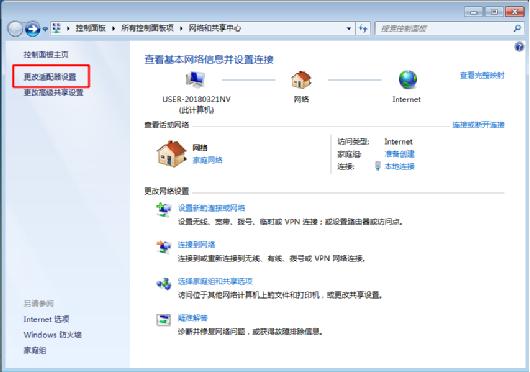 控制面板 所有控制面板项 网络和共享中心
搜索控制面板
控制面板主页
更改适配器设置
更改高级共享设置
查看基本网络信息并设置连接
查看完整映射
USER-20180321NV
(此计算机)
网络
Internet
查看活动网络
连接或断开连接
网络
家庭网络
访问类型: Internet
家庭组: 准备创建
连接: 本地连接
更改网络设置
设置新的连接或网络
设置无线、宽带、拨号、临时或 VPN 连接；或设置路由器或访问点。
连接到网络
连接到或重新连接到无线、有线、拨号或 VPN 网络连接。
选择家庭组和共享选项
访问位于其他网络计算机上的文件和打印机，或更改共享设置。
疑难解答
诊断并修复网络问题，或获得故障排除信息。
另请参阅
Internet 选项
Windows 防火墙
家庭组